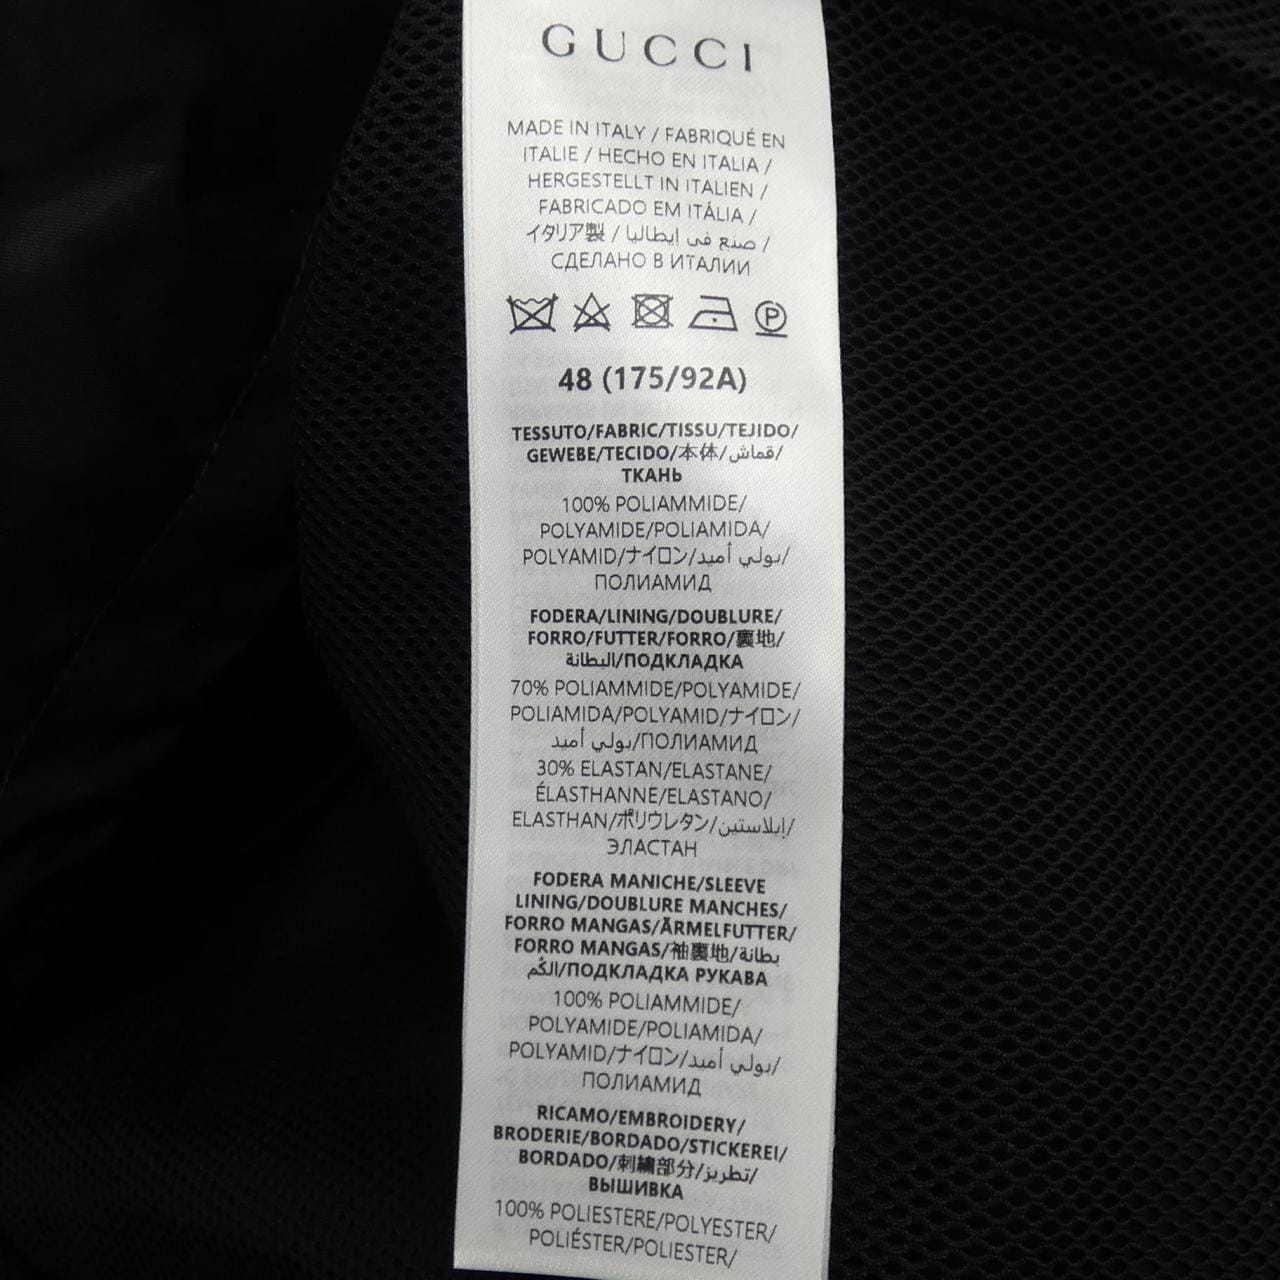 GUCCI
MADE IN ITALY / FABRIQUÉ EN
ITALIE / HECHO EN ITALIA /
HERGESTELLT IN ITALIEN /
FABRICADO EM ITÁLIA /
イタリア製 / صنع في إيطاليا /
СДЕЛАНО В ИТАЛИИ
P
48 (175/92A)
TESSUTO/FABRIC/TISSU/TEJIDO/
GEWEBE/TECIDO/本体/قماش/
ТКАНЬ
100% POLIAMMIDE/
POLYAMIDE/POLIAMIDA/
POLYAMID/ナイロン/بولي أميد/
ПОЛИАМИД
FODERA/LINING/DOUBLURE/
FORRO/FUTTER/FORRO/裏地/
البطانة/ПОДКЛАДКА
70% POLIAMMIDE/POLYAMIDE/
POLIAMIDA/POLYAMID/ナイロン/
بولي أميد/ПОЛИАМИД
30% ELASTAN/ELASTANE/
ÉLASTHANNE/ELASTANO/
ELASTHAN/ポリウレタン/إيلاستين/
ЭЛАСТАН
FODERA MANICHE/SLEEVE
LINING/DOUBLURE MANCHES/
FORRO MANGAS/ÄRMELFUTTER/
FORRO MANGAS/袖裏地/بطانة
الكُم/ПОДКЛАДКА РУКАВА
100% POLIAMMIDE/
POLYAMIDE/POLIAMIDA/
POLYAMID/ナイロン/بولي أميد/
ПОЛИАМИД
RICAMO/EMBROIDERY/
BRODERIE/BORDADO/STICKEREI/
BORDADO/刺繍部分/تطريز/
ВЫШИВКА
100% POLIESTERE/POLYESTER/
POLIÉSTER/POLIESTER/